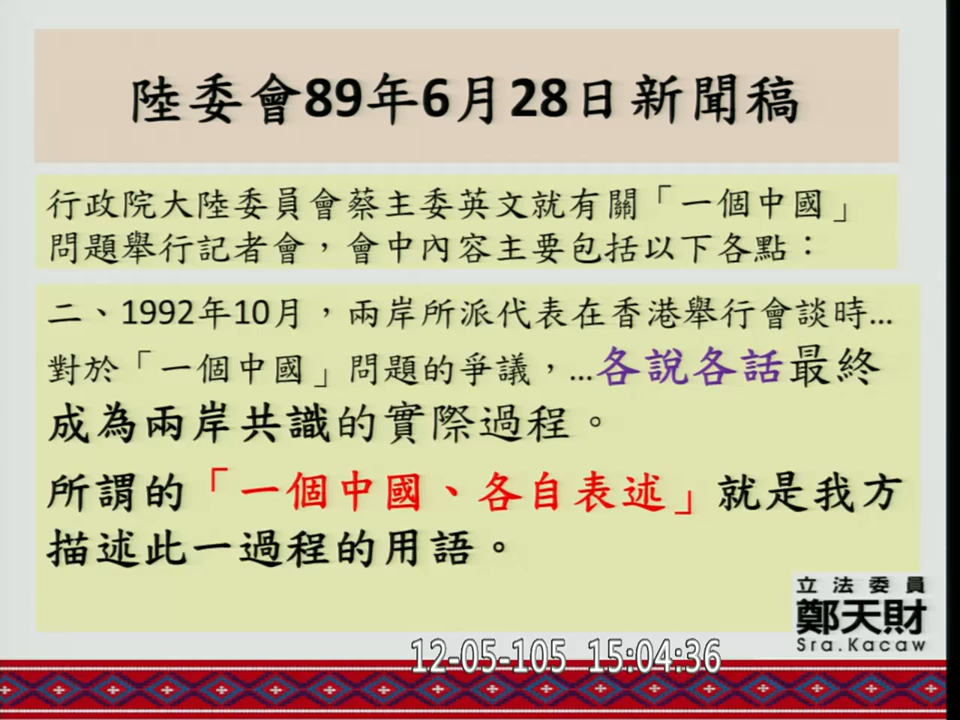 陸委會89年6月28日新聞稿
行政院大陸委員會蔡主委英文就有關「一個中國」
問題舉行記者會，會中內容主要包括以下各點：
二、1992年10月，兩岸所派代表在香港舉行會談時...
對於「一個中國」問題的爭議，...各說各話最終
成為兩岸共識的實際過程。
所謂的「一個中國、各自表述」就是我方
描述此一過程的用語。
立法委員
鄭天財
Sra.Kacaw
12-05-105 15:04:36